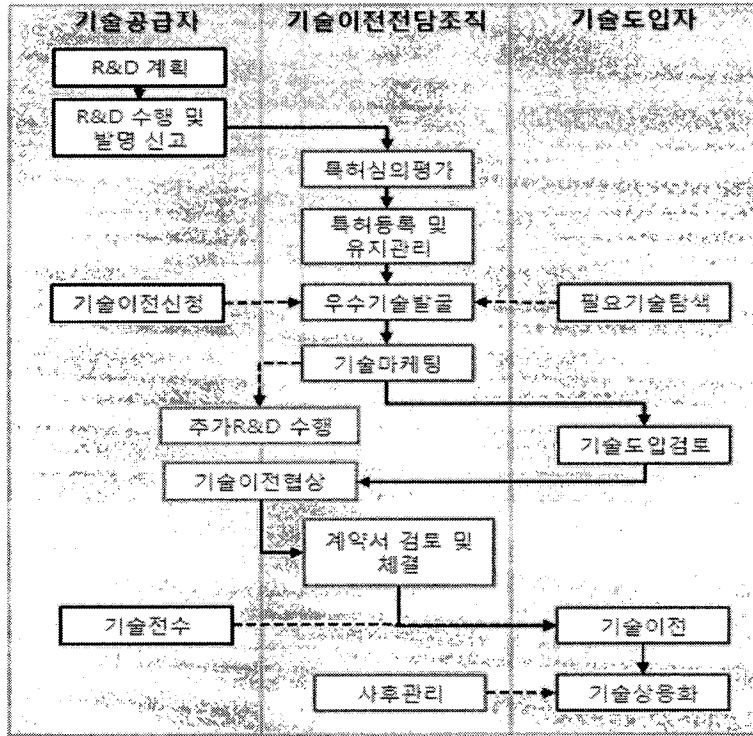 기술공급자
기술이전전담조직
기술도입자
R&D 계획
R&D 수행 및
발명 신고
특허심의평가
특허등록 및
유지관리
기술이전신청
우수기술발굴
필요기술탐색
기술마케팅
추가R&D 수행
기술도입검토
기술이전협상
계약서 검토 및
체결
기술전수
기술이전
사후관리
기술상용화